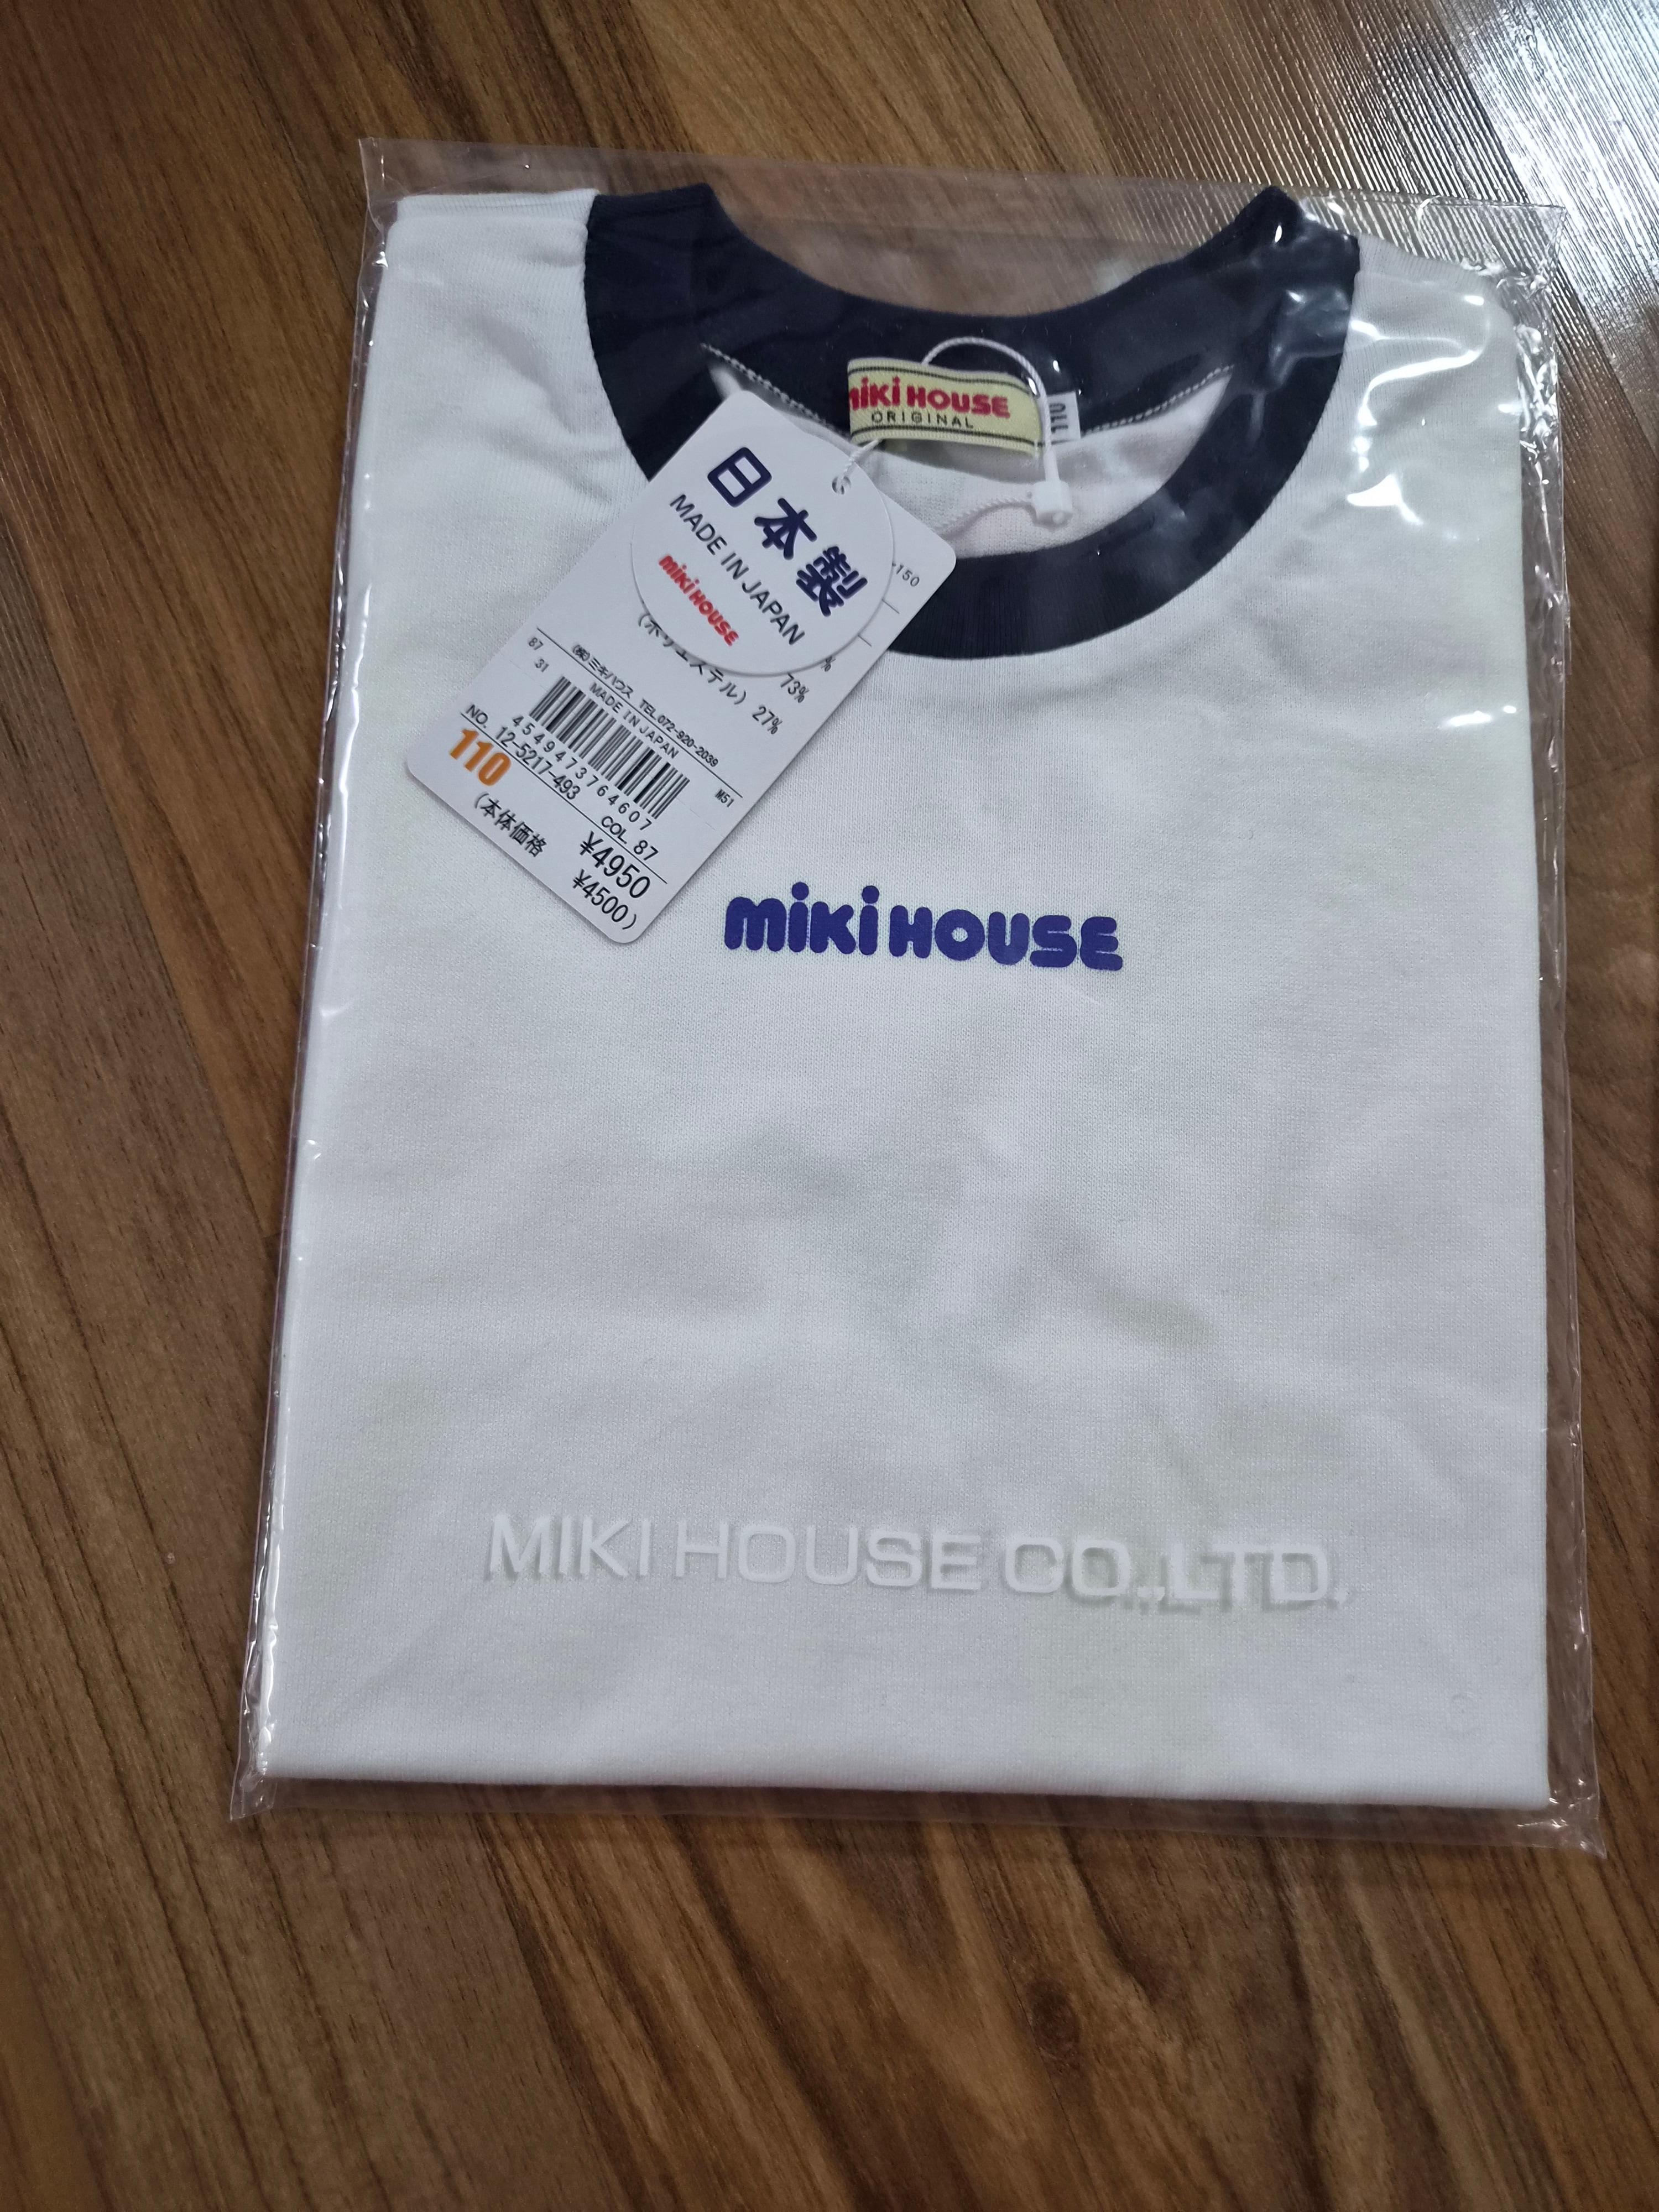 miki HOUSE
ORIGINAL
110
日本製
MADE IN JAPAN
miki HOUSE
150
%
73%
(ポリエステル) 27%
87
31
(株)ミキハウス TEL.072-920-2039
MADE IN JAPAN
M51
4549473764607
NO. 12-5217-493 COL. 87
110 ¥4950
(本体価格 ¥4500)
miki HOUSE
MIKI HOUSE CO.,LTD.